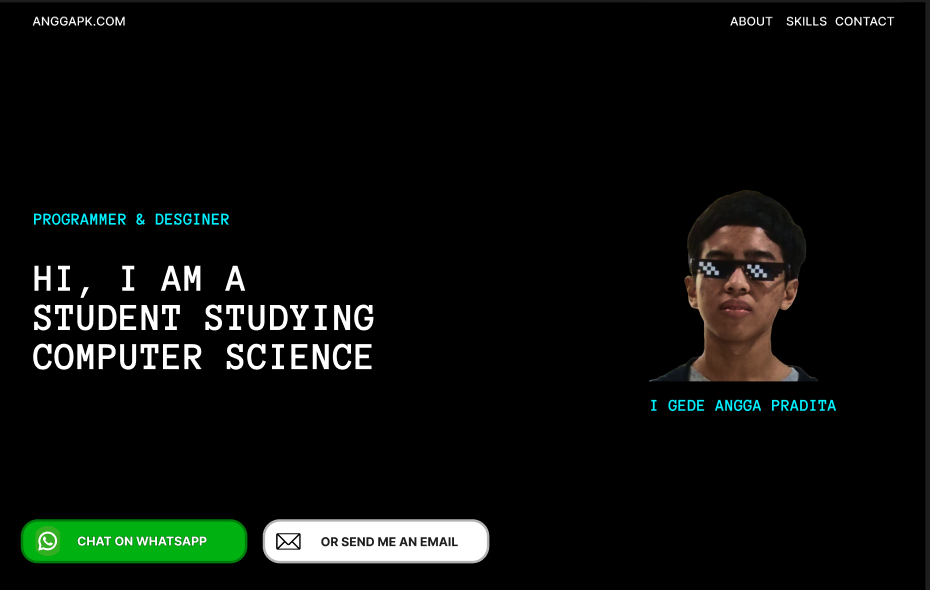 ANGGAPK.COM
ABOUT SKILLS CONTACT
PROGRAMMER & DESGINER
HI, I AM A
STUDENT STUDYING
COMPUTER SCIENCE
I GEDE ANGGA PRADITA
CHAT ON WHATSAPP
OR SEND ME AN EMAIL